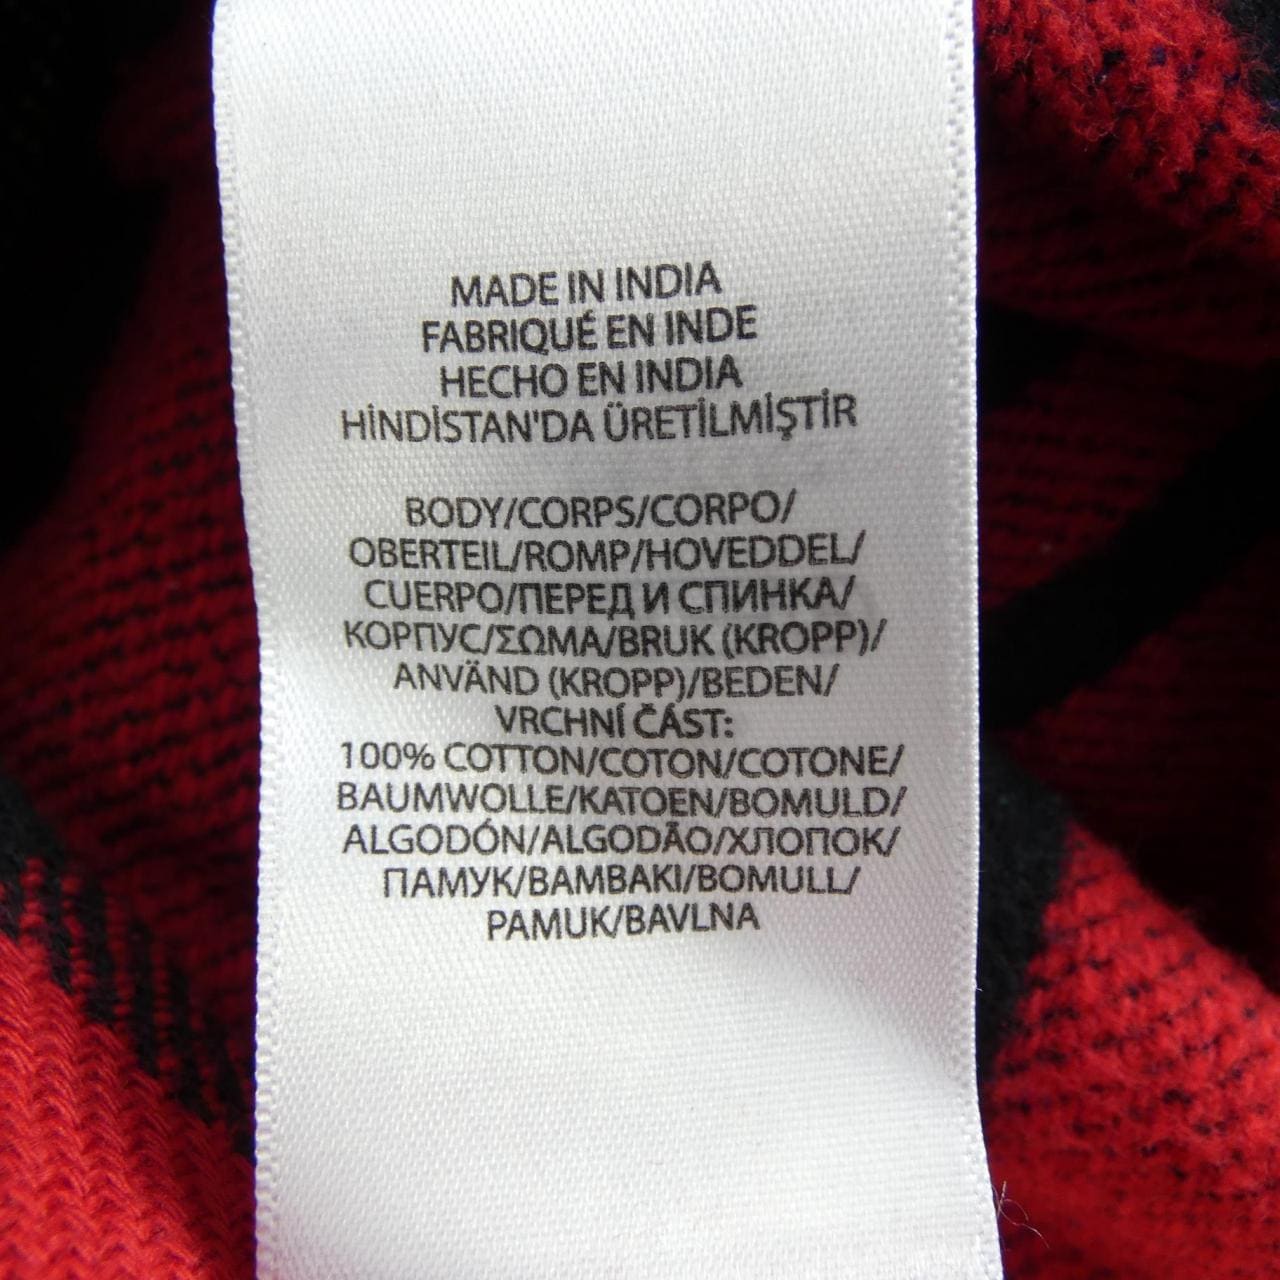 MADE IN INDIA
FABRIQUÉ EN INDE
HECHO EN INDIA
HİNDİSTAN'DA ÜRETİLMİŞTİR
BODY/CORPS/CORPO/
OBERTEIL/ROMP/HOVEDDEL/
CUERPO/ПЕРЕД И СПИНКА/
КОРПУС/ΣΩΜΑ/BRUK (KROPP)/
ANVÄND (KROPP)/BEDEN/
VRCHNÍ ČÁST:
100% COTTON/COTON/COTONE/
BAUMWOLLE/KATOEN/BOMULD/
ALGODÓN/ALGODÃO/ХЛОПОК/
ПАМУК/ΒΑΜΒΑΚΙ/BOMULL/
PAMUK/BAVLNA